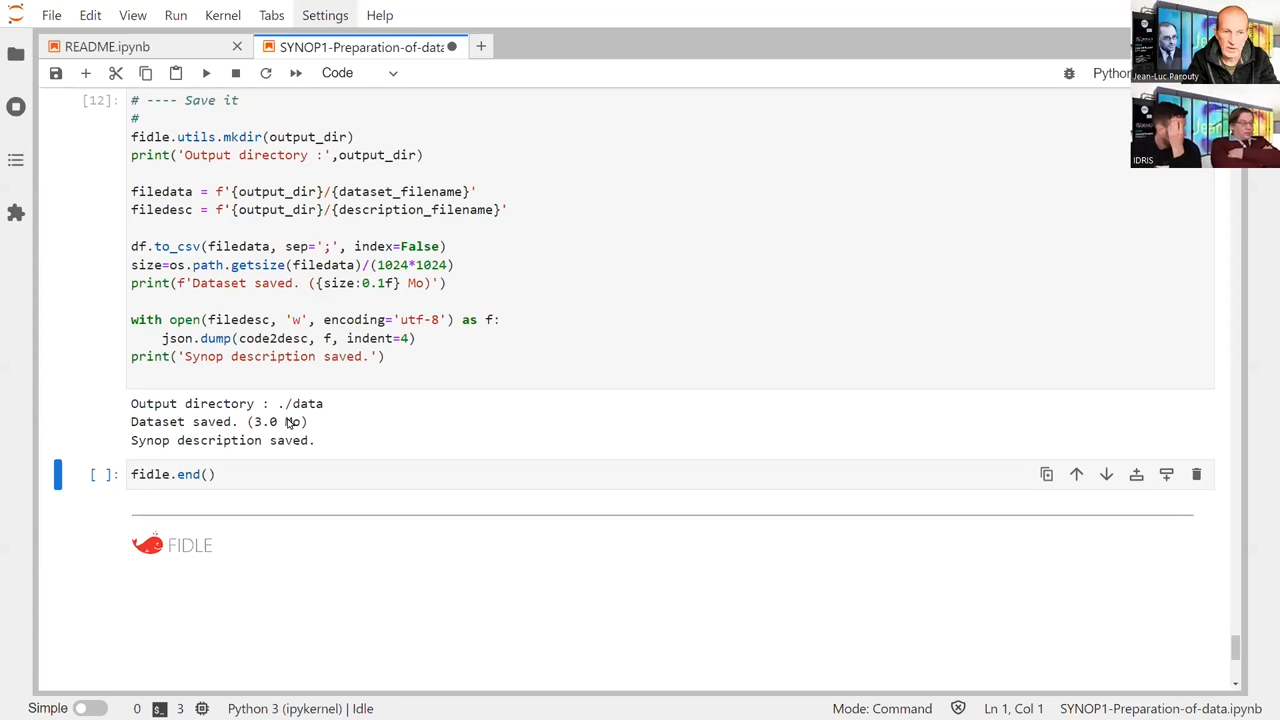 File Edit View Run Kernel Tabs Settings Help
README.ipynb SYNOP1-Preparation-of-data
Code Python
[12]: # ---- Save it
#
fidle.utils.mkdir(output_dir)
print('Output directory :',output_dir)
filedata = f'{output_dir}/{dataset_filename}'
filedesc = f'{output_dir}/{description_filename}'
df.to_csv(filedata, sep=';', index=False)
size=os.path.getsize(filedata)/(1024*1024)
print(f'Dataset saved. ({size:0.1f} Mo)')
with open(filedesc, 'w', encoding='utf-8') as f:
json.dump(code2desc, f, indent=4)
print('Synop description saved.')
Output directory : ./data
Dataset saved. (3.0 Mo)
Synop description saved.
[ ]: fidle.end()
FIDLE
Simple 0 3 Python 3 (ipykernel) | Idle Mode: Command Ln 1, Col 1 SYNOP1-Preparation-of-data.ipynb
Jean-Luc Parouty
IDRIS